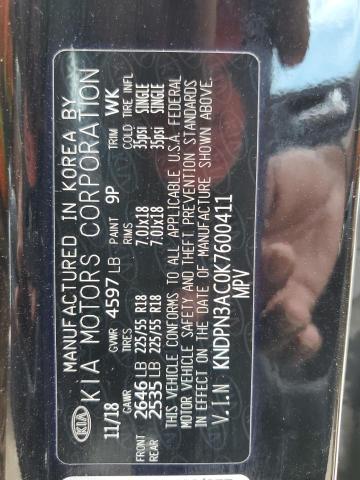 MANUFACTURED IN KOREA BY
KIA KIA MOTORS CORPORATION
11/18 GVWR 4597 LB PAINT 9P TRIM WK
GAWR TIRES RIMS COLD TIRE INFL
FRONT 2646 LB 225/55 R18 7.0JX18 35psi SINGLE
REAR 2535 LB 225/55 R18 7.0JX18 35psi SINGLE
THIS VEHICLE CONFORMS TO ALL APPLICABLE U.S.A. FEDERAL
MOTOR VEHICLE SAFETY AND THEFT PREVENTION STANDARDS
IN EFFECT ON THE DATE OF MANUFACTURE SHOWN ABOVE.
V.I.N KNDPN3AC0K7600411
MPV